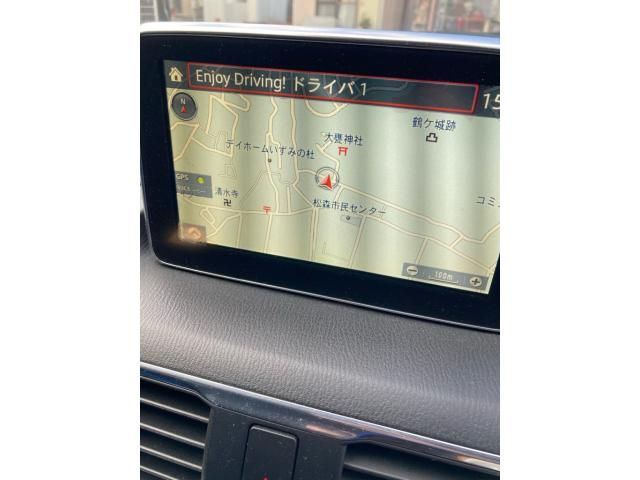 Enjoy Driving! ドライバ 1
15
N
鶴ケ城跡
大甕神社
デイホームいずみの杜
GPS
清水寺
コミ
松森市民センター
100m